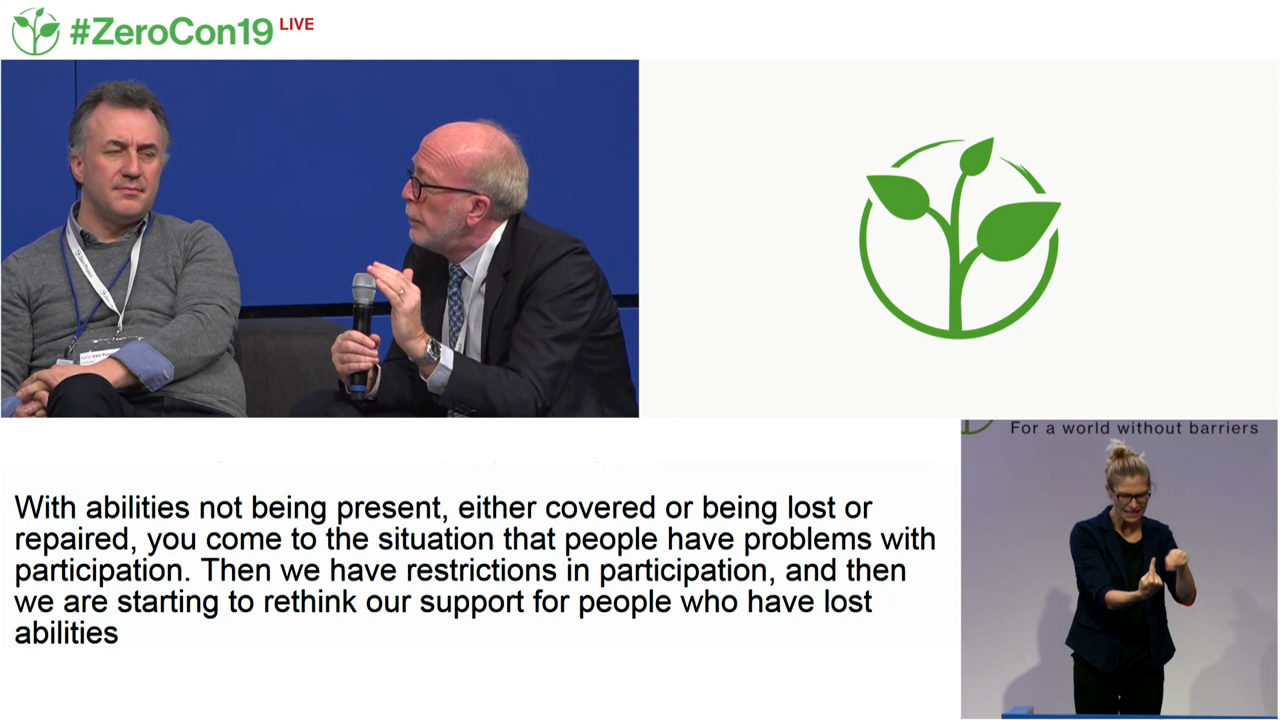 #ZeroCon19 LIVE
For a world without barriers
With abilities not being present, either covered or being lost or
repaired, you come to the situation that people have problems with
participation. Then we have restrictions in participation, and then
we are starting to rethink our support for people who have lost
abilities